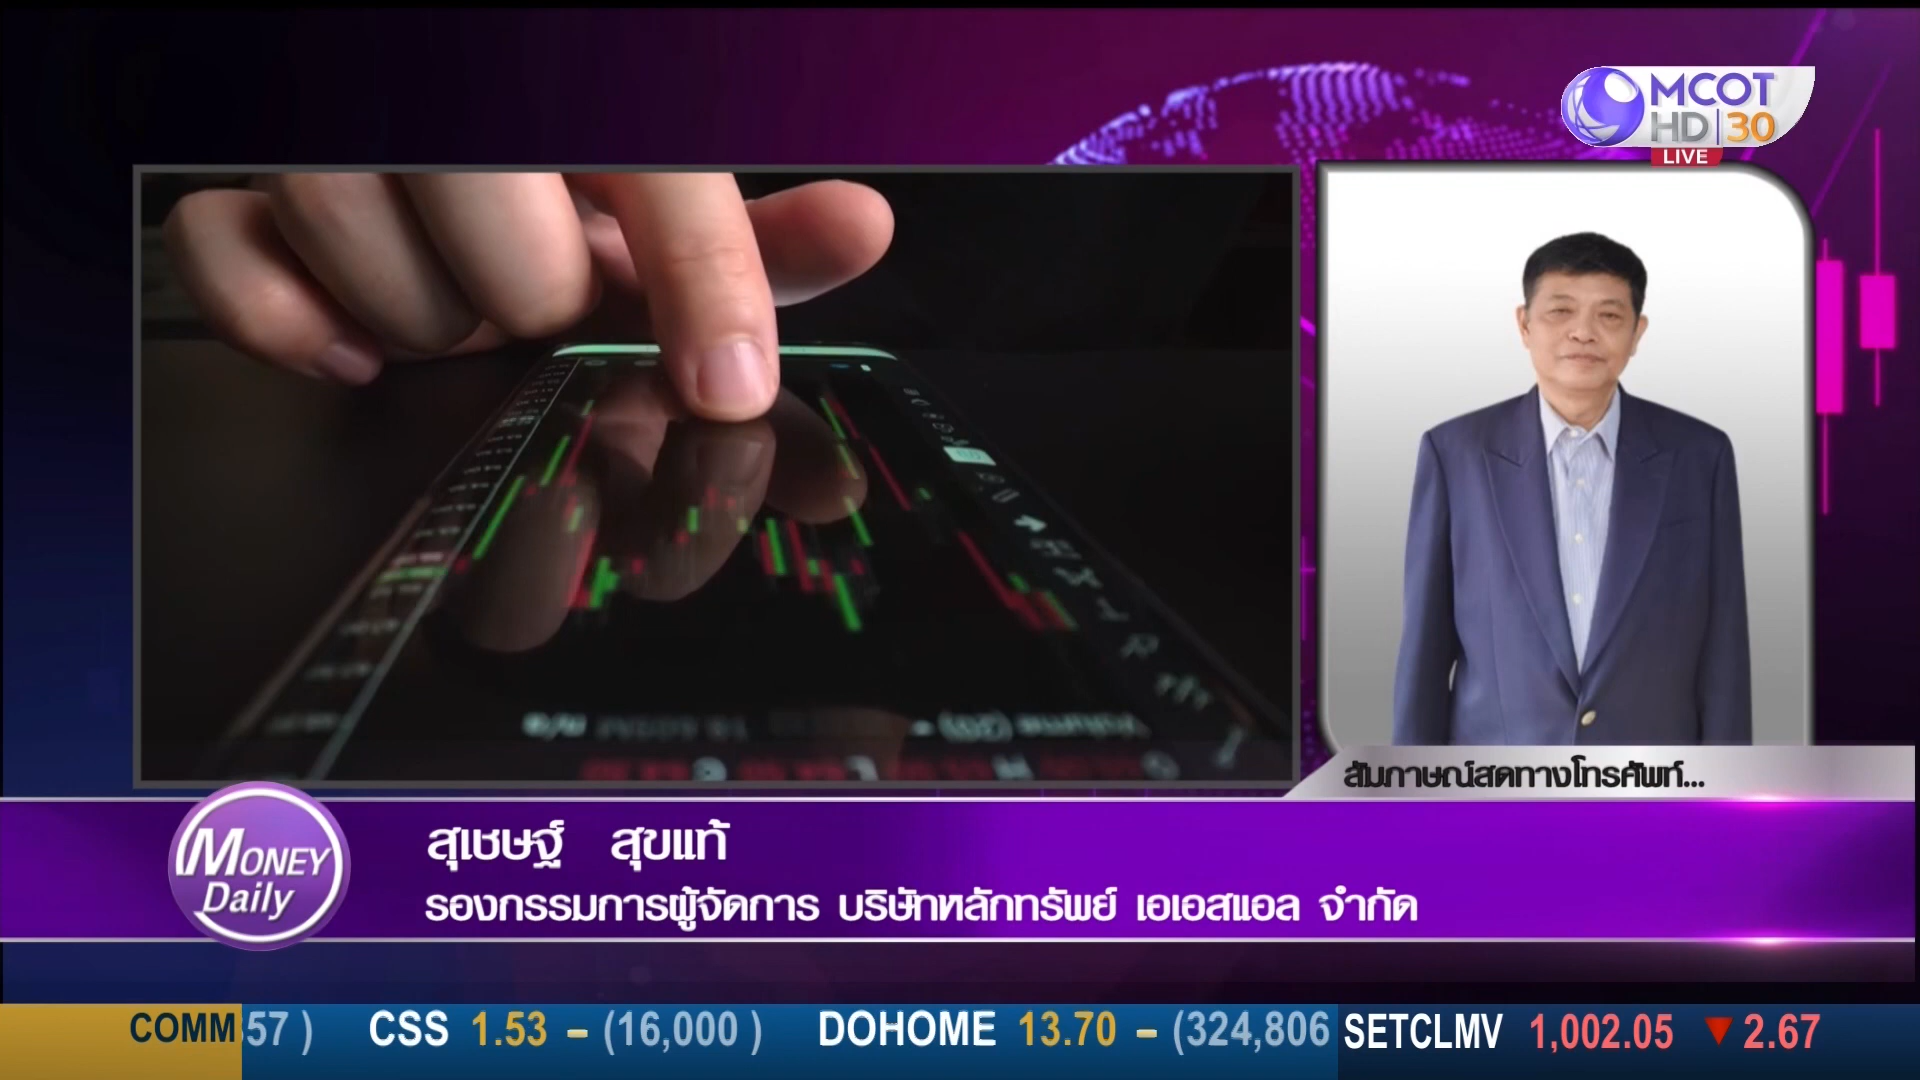 MCOT
HD 30
LIVE
สัมภาษณ์สดทางโทรศัพท์...
MONEY
Daily
สุเชษฐ์ สุขแท้
รองกรรมการผู้จัดการ บริษัทหลักทรัพย์ เอเอสแอล จำกัด
COMM 57 ) CSS 1.53 – (16,000 ) DOHOME 13.70 – (324,806 SETCLMV 1,002.05 ▼ 2.67